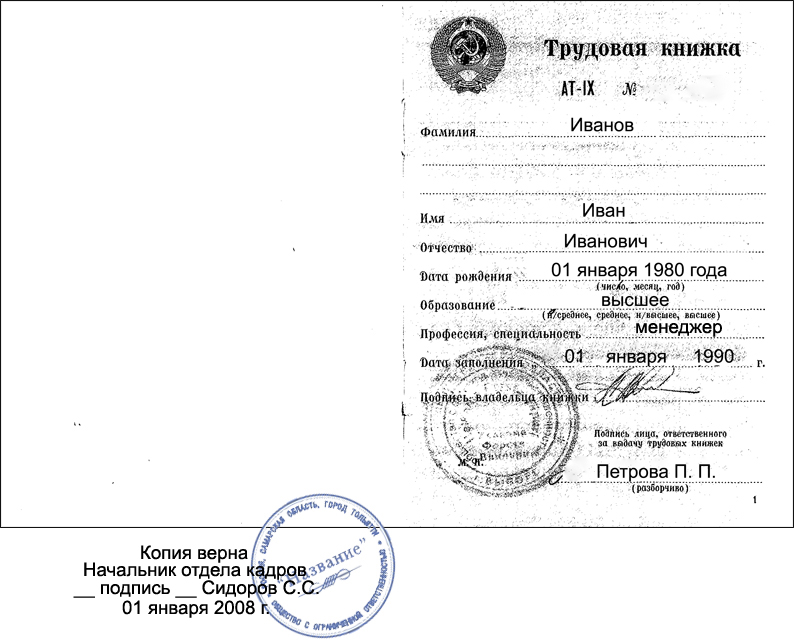 Трудовая книжка
АТ-IX №
Фамилия Иванов
Имя Иван
Отчество Иванович
Дата рождения 01 января 1980 года
(число, месяц, год)
Образование высшее
(н/среднее, среднее, н/высшее, высшее)
Профессия, специальность менеджер
Дата заполнения 01 января 1990 г.
Подпись владельца книжки
Подпись лица, ответственного
за выдачу трудовых книжек
М. П.
Петрова П. П.
(разборчиво)
1
г. ВЫБОРГ
Копия верна
Начальник отдела кадров
__ подпись __ Сидоров С.С.
01 января 2008 г.
САМАРСКАЯ ОБЛАСТЬ, ГОРОД ТОЛЬЯТТИ *
"Название"
ОБЩЕСТВО С ОГРАНИЧЕННОЙ ОТВЕТСТВЕННОСТЬЮ